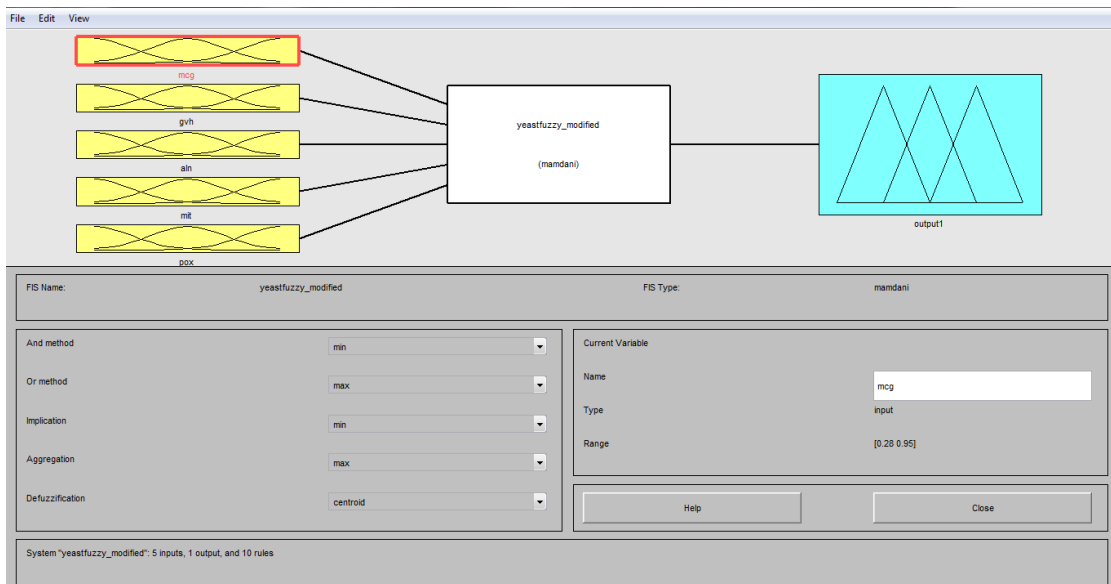 File Edit View
mcg
gvh
aln
mit
pox
yeastfuzzy_modified
(mamdani)
output1
FIS Name: yeastfuzzy_modified FIS Type: mamdani
And method min
Or method max
Implication min
Aggregation max
Defuzzification centroid
Current Variable
Name mcg
Type input
Range [0.28 0.95]
Help Close
System "yeastfuzzy_modified": 5 inputs, 1 output, and 10 rules